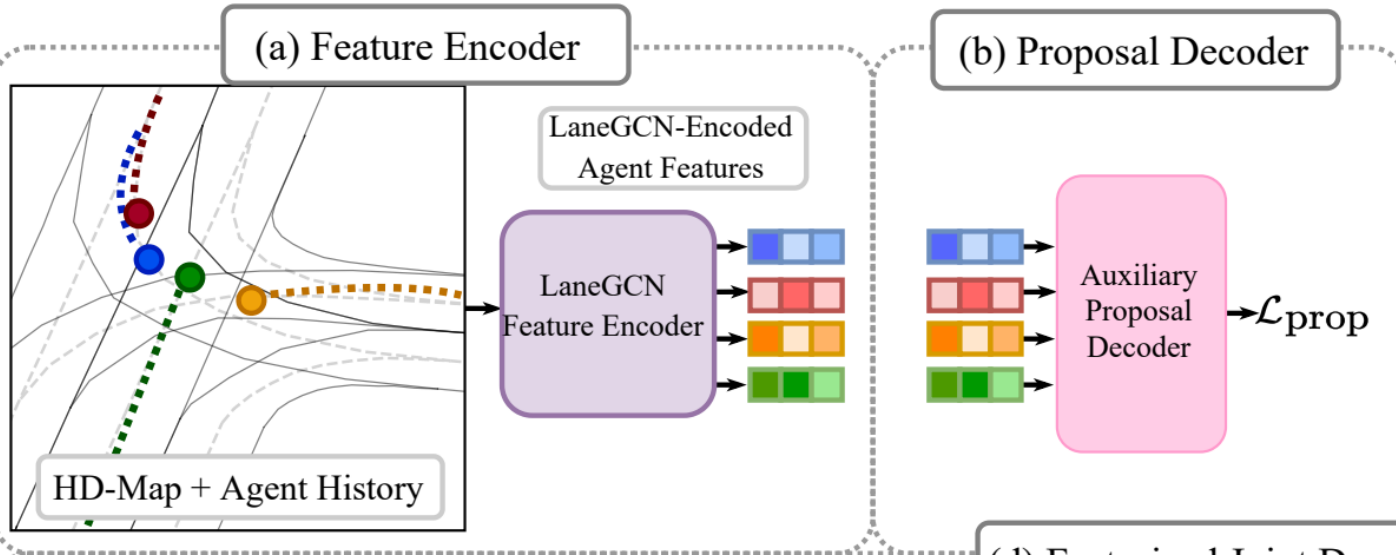 (a) Feature Encoder
(b) Proposal Decoder
LaneGCN-Encoded
Agent Features
LaneGCN
Feature Encoder
HD-Map + Agent History
Auxiliary
Proposal
Decoder
ℒprop
(d)